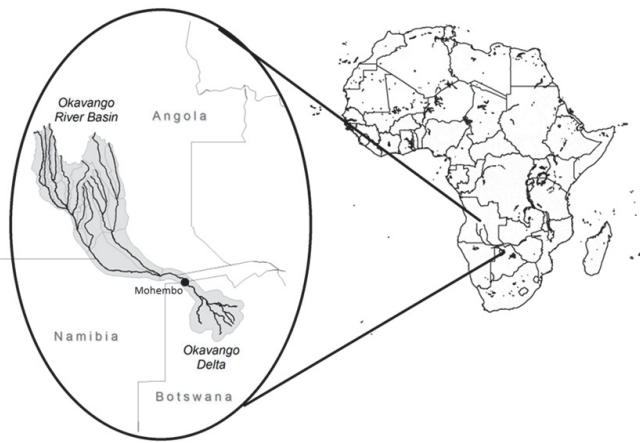 Okavango
River Basin
Angola
Mohembo
Namibia
Okavango
Delta
Botswana